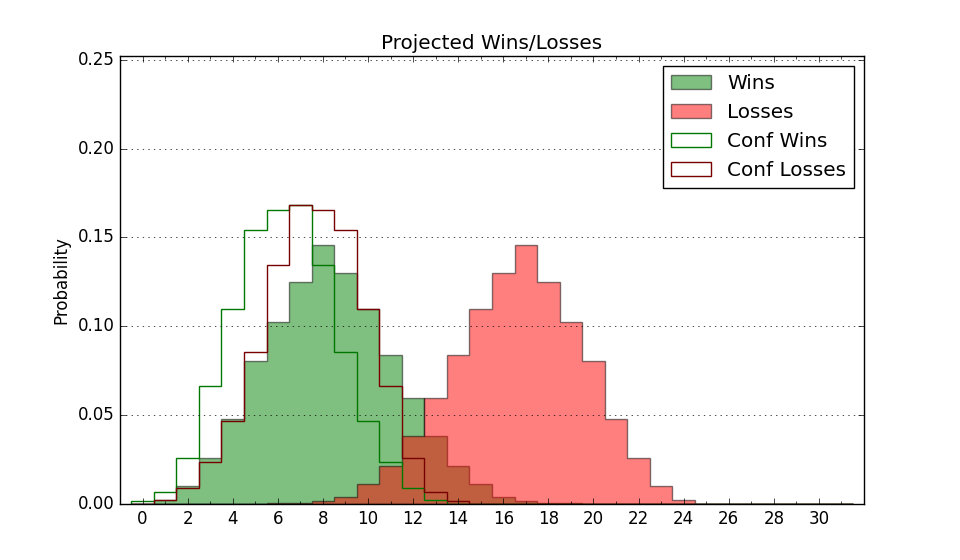 Projected Wins/Losses
0.25
0.20
0.15
0.10
0.05
0.00
Probability
Wins
Losses
Conf Wins
Conf Losses
0 2 4 6 8 10 12 14 16 18 20 22 24 26 28 30